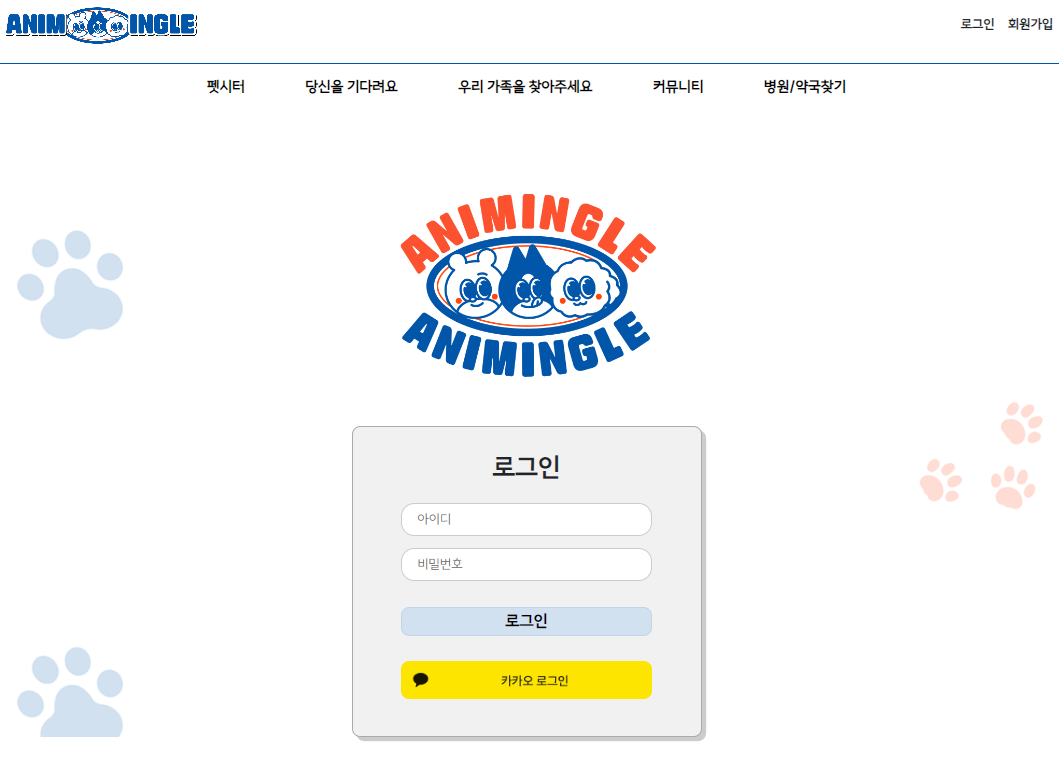 ANIM INGLE
로그인 회원가입
펫시터 당신을 기다려요 우리 가족을 찾아주세요 커뮤니티 병원/약국찾기
ANIMINGLE
ANIMINGLE
로그인
아이디
비밀번호
로그인
카카오 로그인